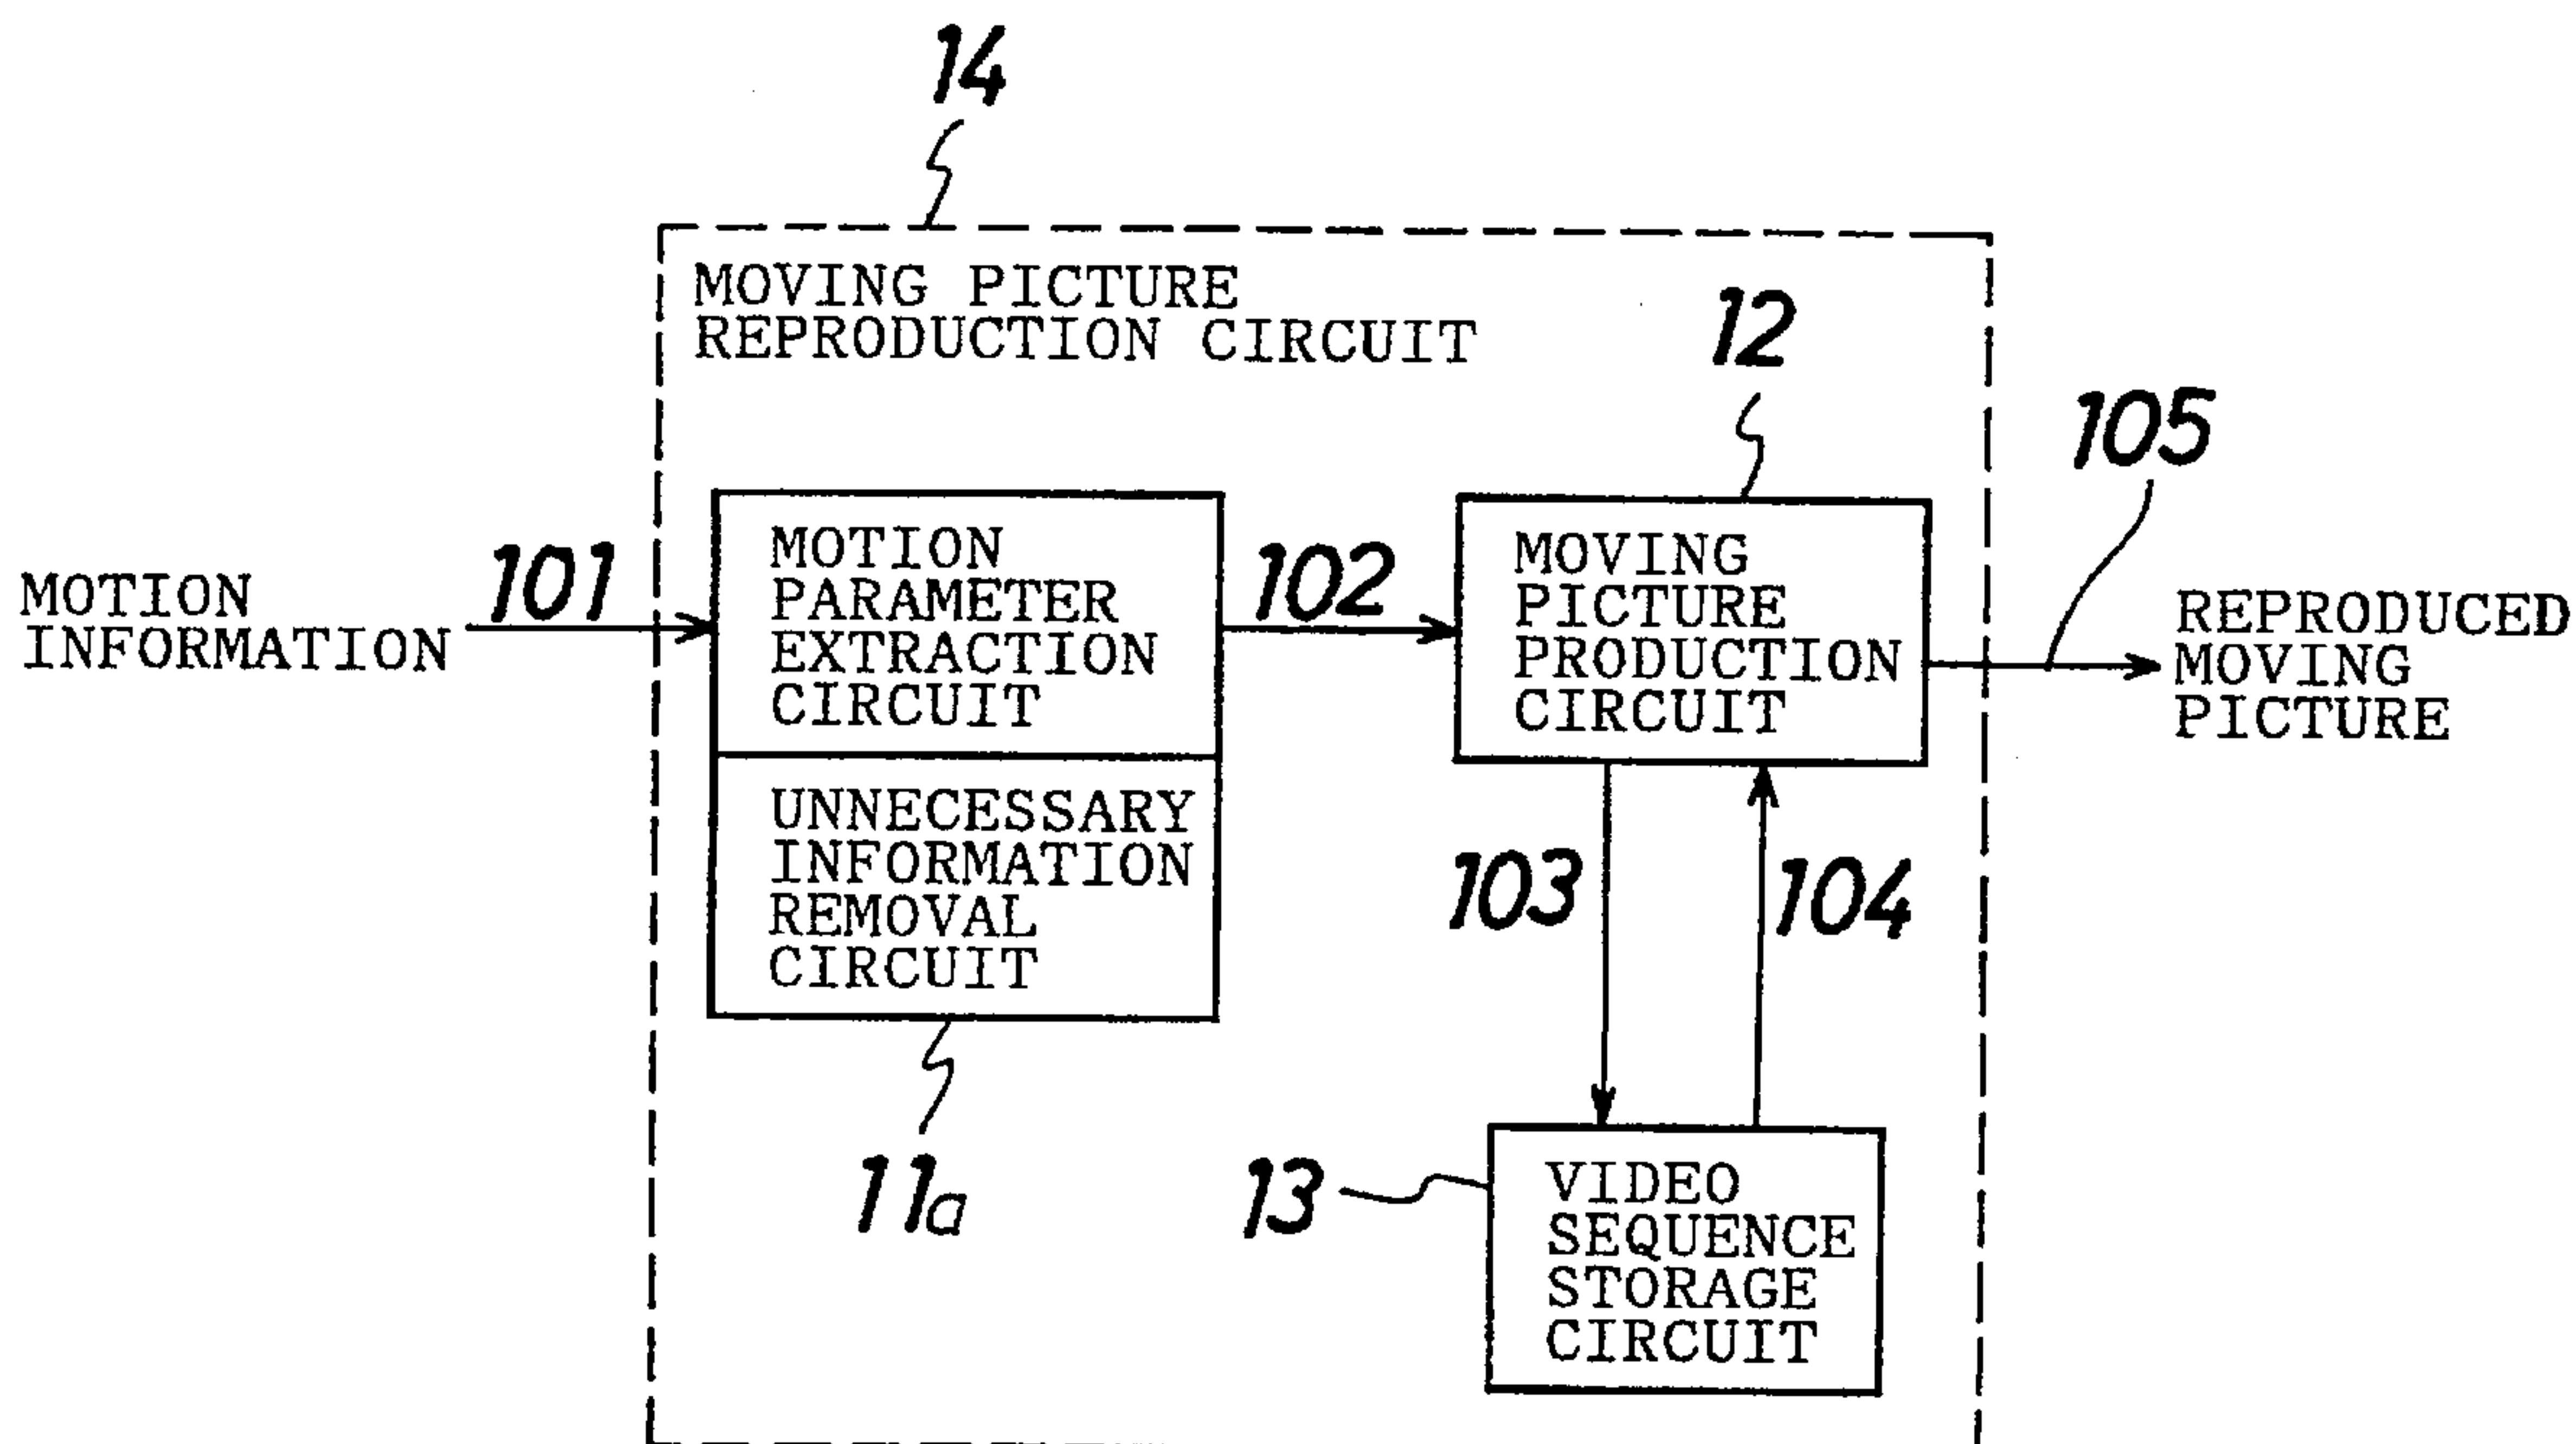 14
MOVING PICTURE
REPRODUCTION CIRCUIT
12
105
MOTION
INFORMATION
101
MOTION
PARAMETER
EXTRACTION
CIRCUIT
102
MOVING
PICTURE
PRODUCTION
CIRCUIT
REPRODUCED
MOVING
PICTURE
UNNECESSARY
INFORMATION
REMOVAL
CIRCUIT
103
104
11a
13
VIDEO
SEQUENCE
STORAGE
CIRCUIT